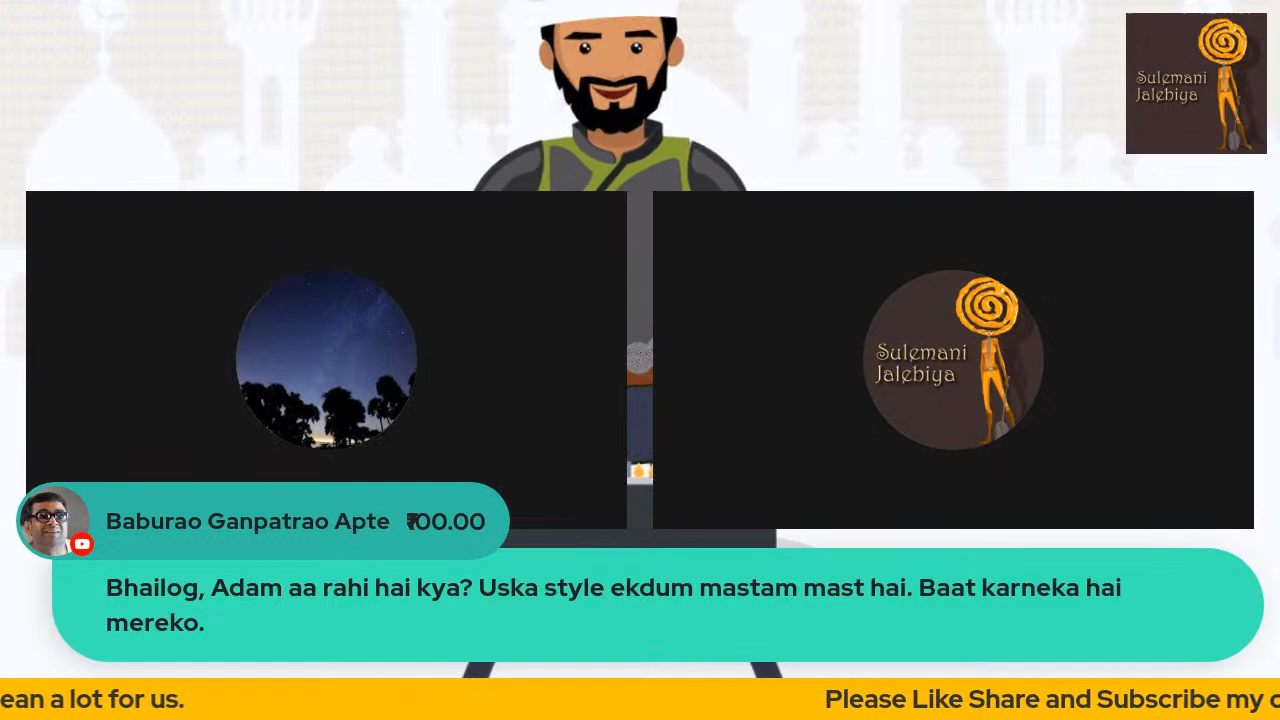 Sulemani
Jalebiya
Sulemani
Jalebiya
Baburao Ganpatrao Apte ₹100.00
Bhailog, Adam aa rahi hai kya? Uska style ekdum mastam mast hai. Baat karneka hai
mereko.
ean a lot for us. Please Like Share and Subscribe my c